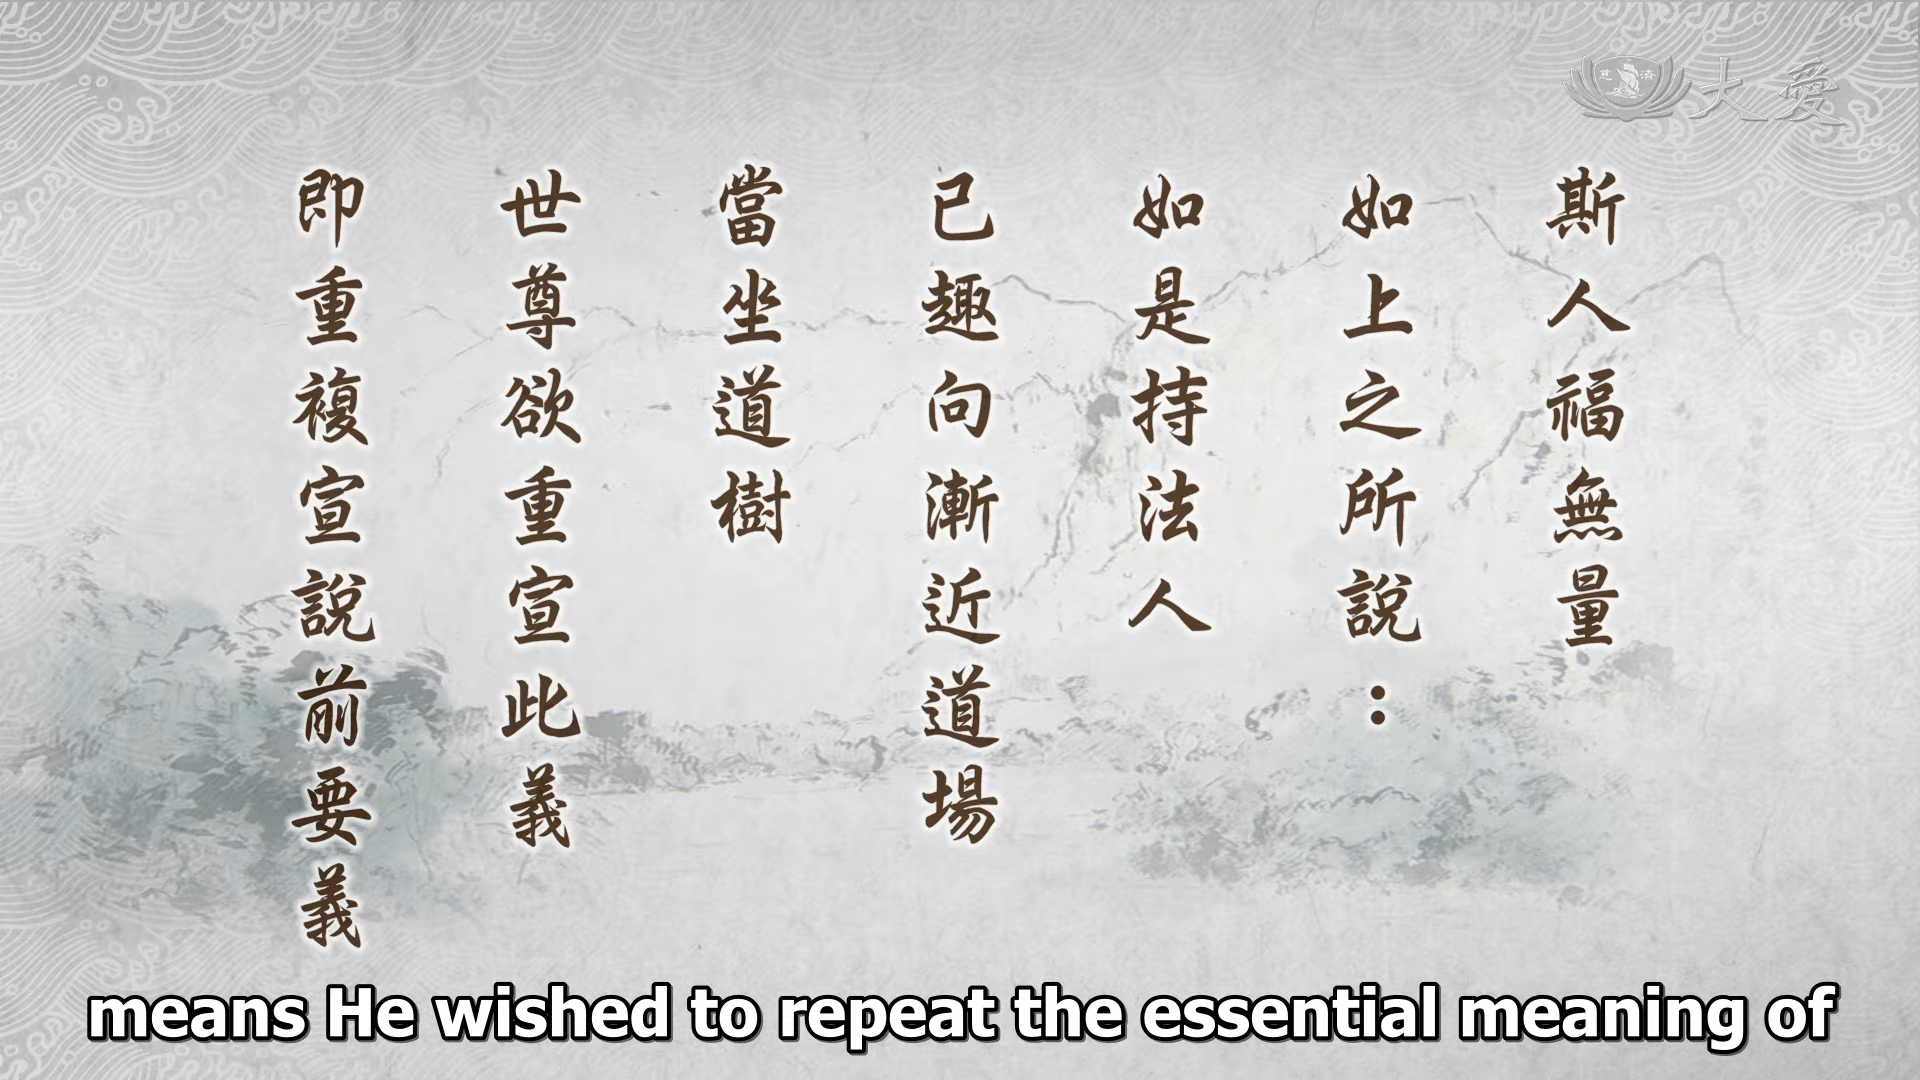 慈濟
大愛
斯人福無量
如上之所說：
如是持法人
已趣向漸近道場
當坐道樹
世尊欲重宣此義
即重複宣說前要義
means He wished to repeat the essential meaning of